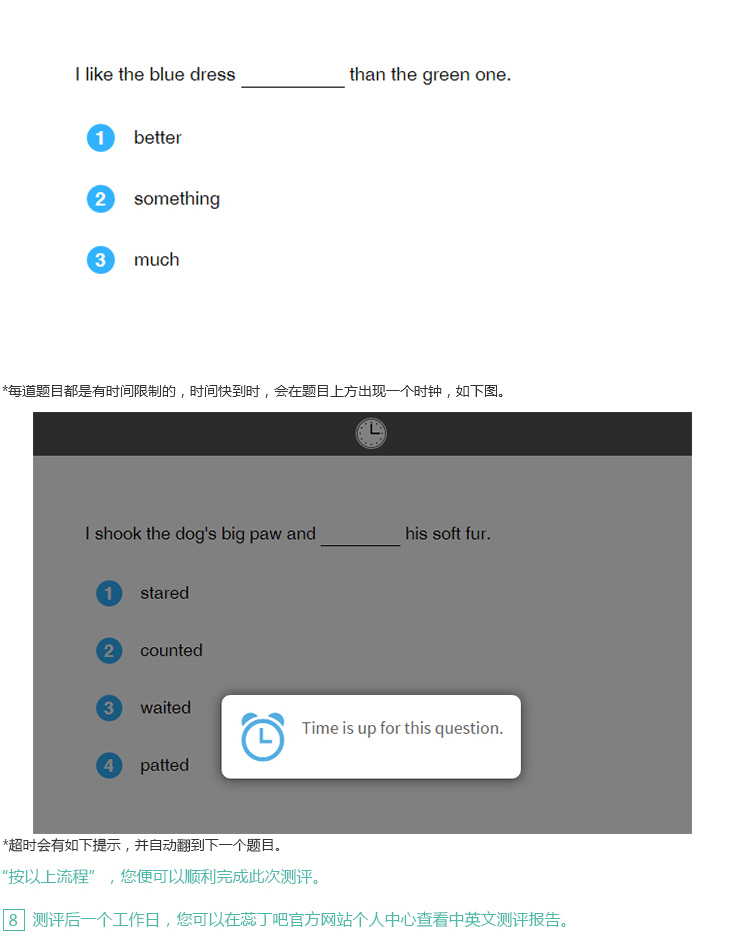 I like the blue dress __________ than the green one.
1 better
2 something
3 much
*每道题目都是有时间限制的，时间快到时，会在题目上方出现一个时钟，如下图。
I shook the dog's big paw and ________ his soft fur.
1 stared
2 counted
3 waited
Time is up for this question.
4 patted
*超时会有如下提示，并自动翻到下一个题目。
“按以上流程”，您便可以顺利完成此次测评。
8 测评后一个工作日，您可以在蕊丁吧官方网站个人中心查看中英文测评报告。